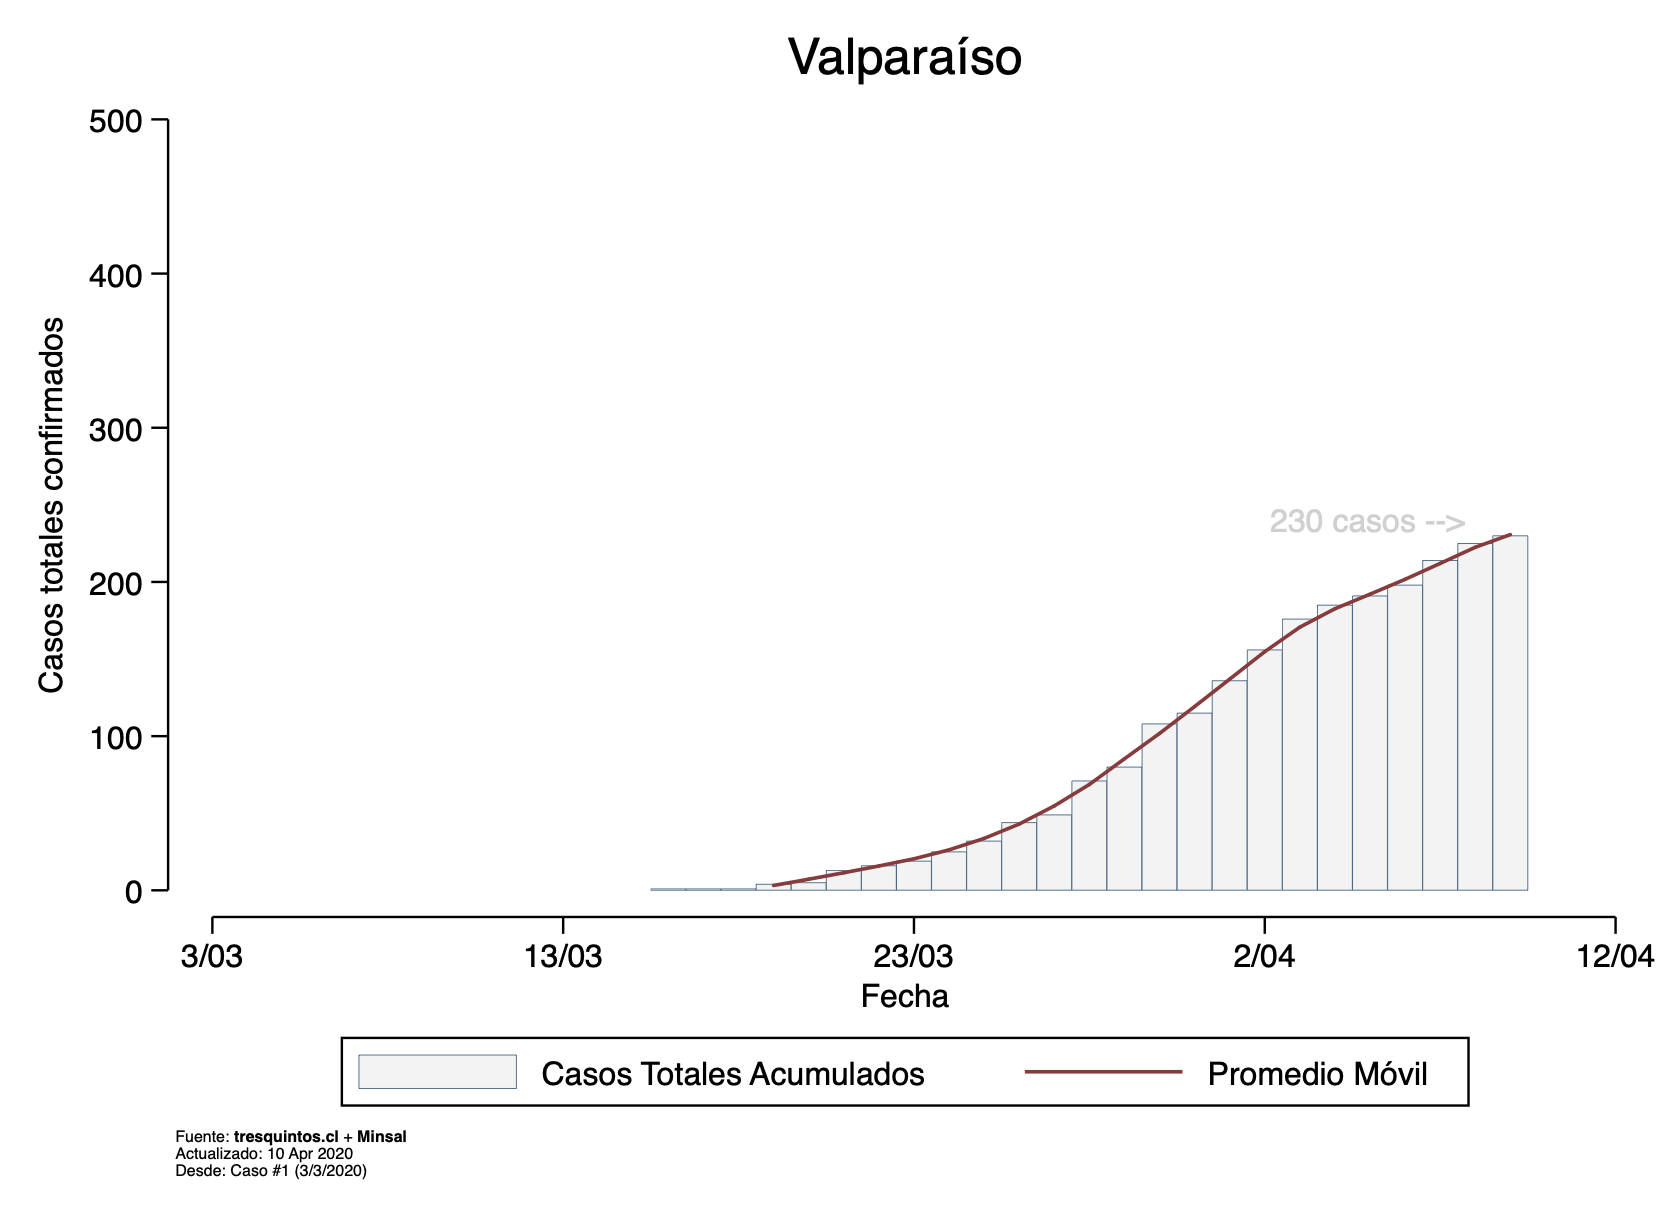 Valparaíso
500
400
300
200
100
0
Casos totales confirmados
230 casos -->
3/03
13/03
23/03
2/04
12/04
Fecha
Casos Totales Acumulados
Promedio Móvil
Fuente: tresquintos.cl + Minsal
Actualizado: 10 Apr 2020
Desde: Caso #1 (3/3/2020)